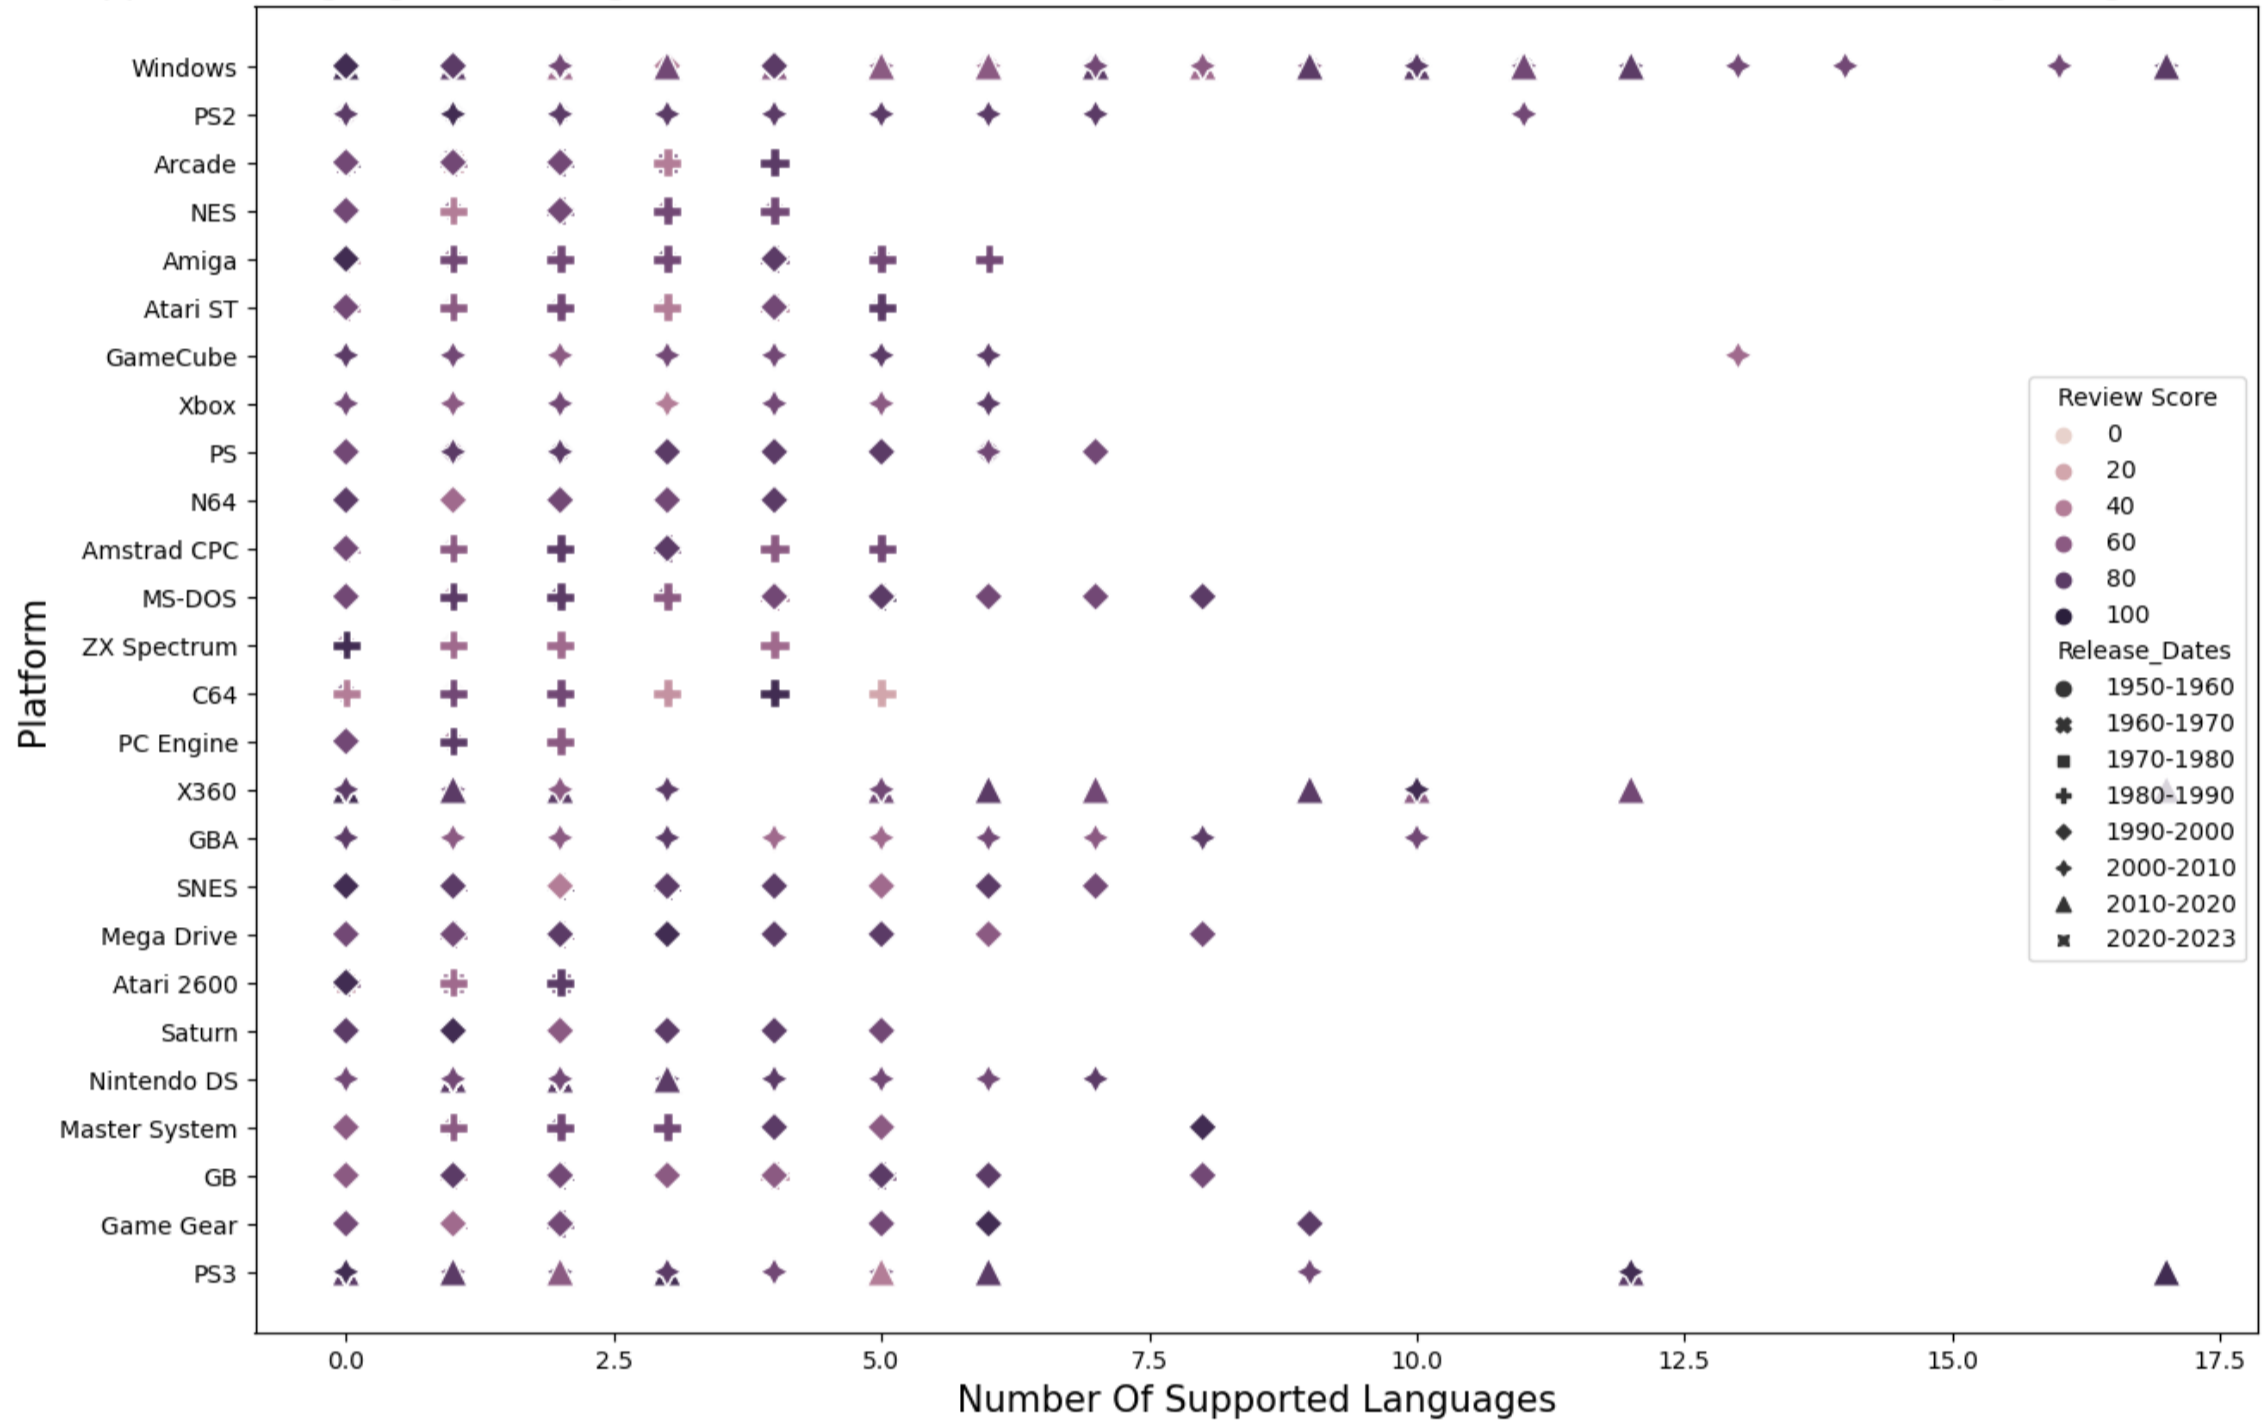 Windows
PS2
Arcade
NES
Amiga
Atari ST
GameCube
Xbox
PS
N64
Amstrad CPC
MS-DOS
ZX Spectrum
C64
PC Engine
X360
GBA
SNES
Mega Drive
Atari 2600
Saturn
Nintendo DS
Master System
GB
Game Gear
PS3
Platform
Review Score
0
20
40
60
80
100
Release_Dates
1950-1960
1960-1970
1970-1980
1980-1990
1990-2000
2000-2010
2010-2020
2020-2023
0.0 2.5 5.0 7.5 10.0 12.5 15.0 17.5
Number Of Supported Languages